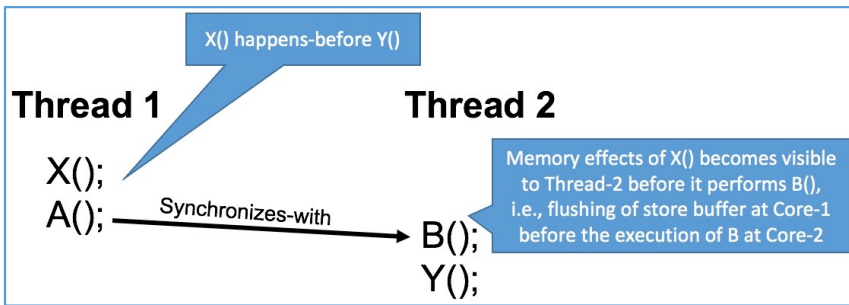 X() happens-before Y()
Thread 1
Thread 2
X();
A();
Synchronizes-with
Memory effects of X() becomes visible
to Thread-2 before it performs B(),
i.e., flushing of store buffer at Core-1
before the execution of B at Core-2
B();
Y();